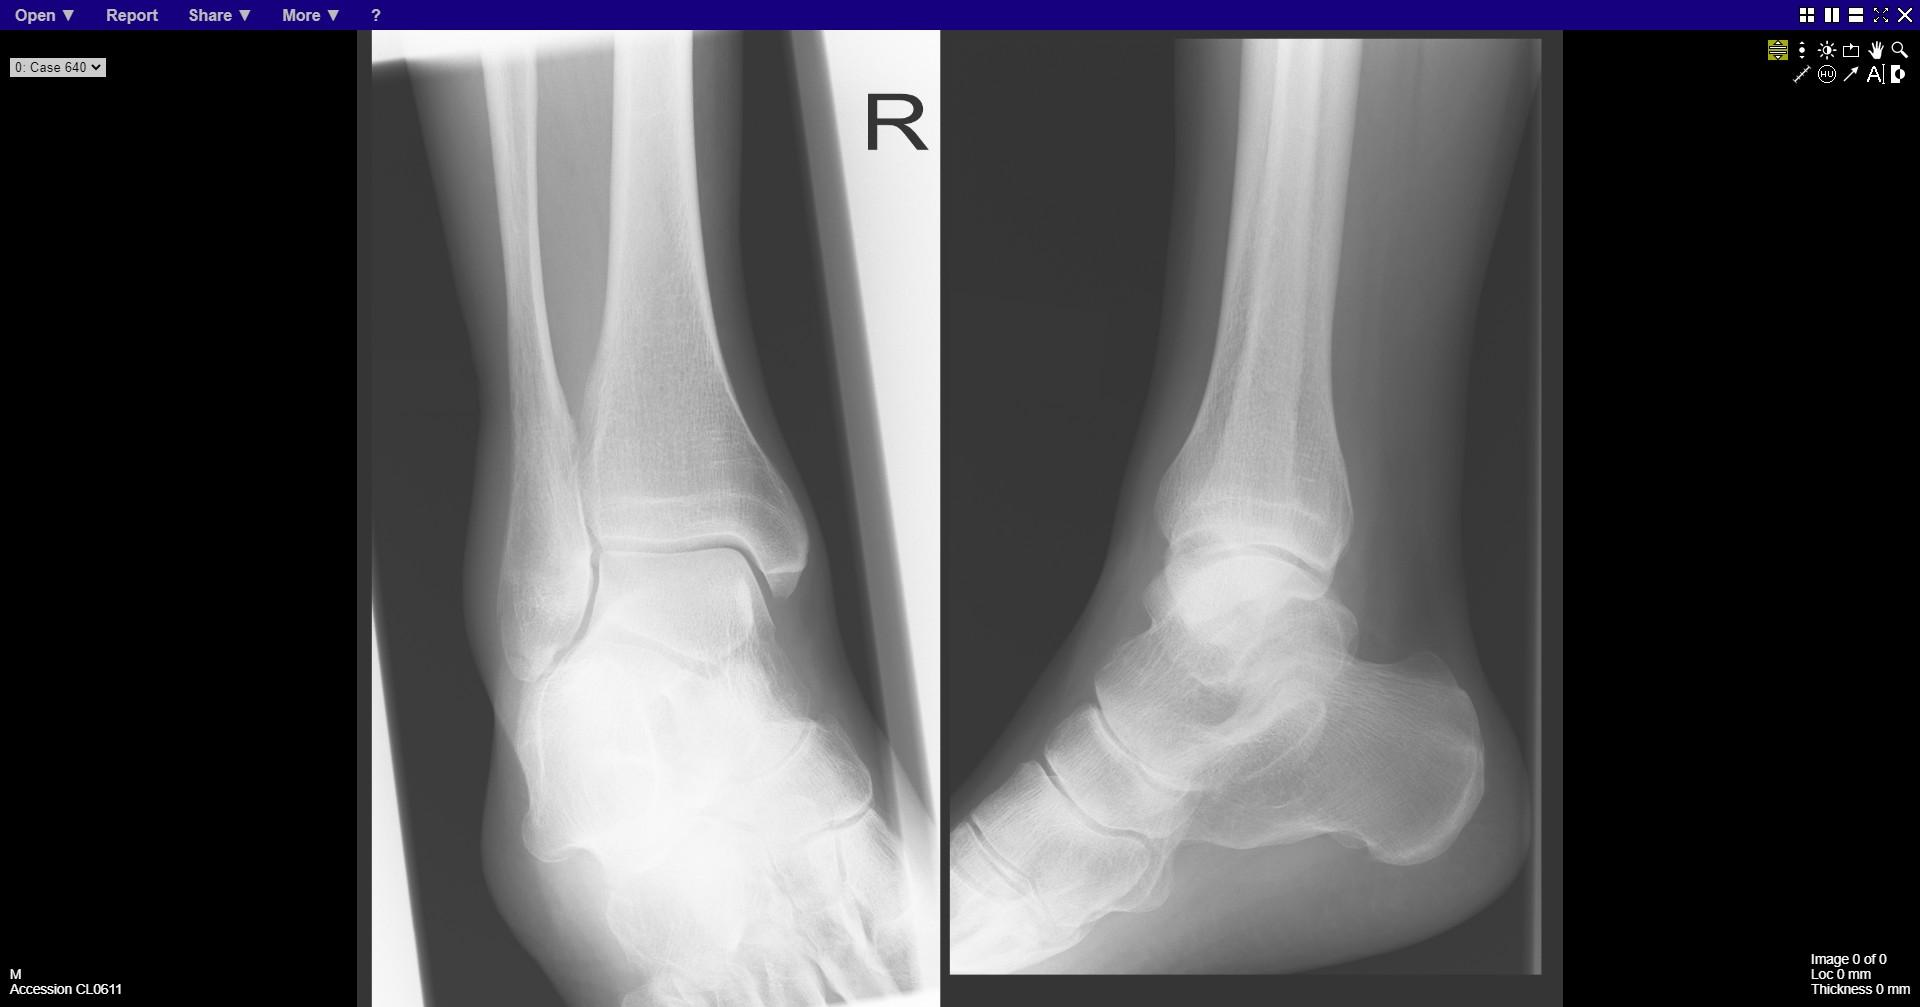 Open ▼ Report Share ▼ More ▼ ?
0: Case 640
R
HU
A
M
Accession CL0611
Image 0 of 0
Loc 0 mm
Thickness 0 mm